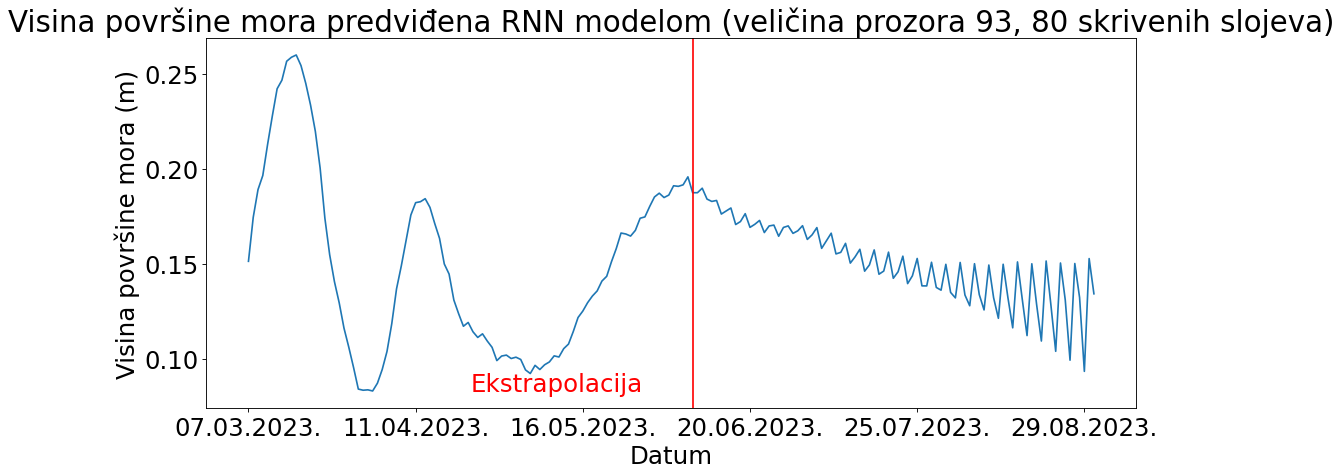 Visina površine mora predviđena RNN modelom (veličina prozora 93, 80 skrivenih slojeva)
Visina površine mora (m)
0.25
0.20
0.15
0.10
Ekstrapolacija
07.03.2023. 11.04.2023. 16.05.2023. 20.06.2023. 25.07.2023. 29.08.2023.
Datum